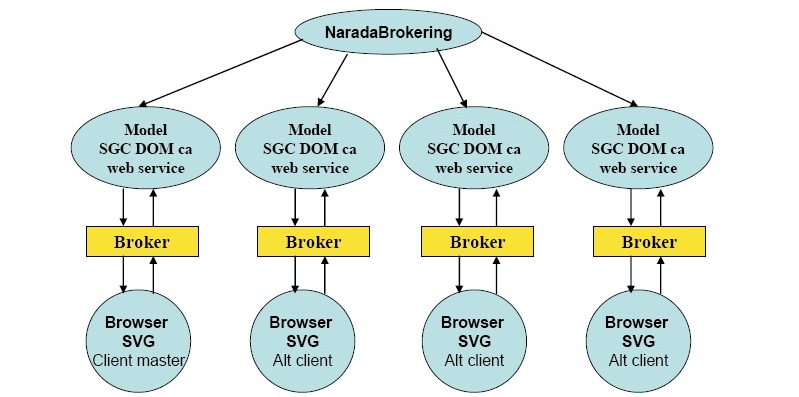 NaradaBrokering
Model
SGC DOM ca
web service
Model
SGC DOM ca
web service
Model
SGC DOM ca
web service
Model
SGC DOM ca
web service
Broker
Broker
Broker
Broker
Browser
SVG
Client master
Browser
SVG
Alt client
Browser
SVG
Alt client
Browser
SVG
Alt client